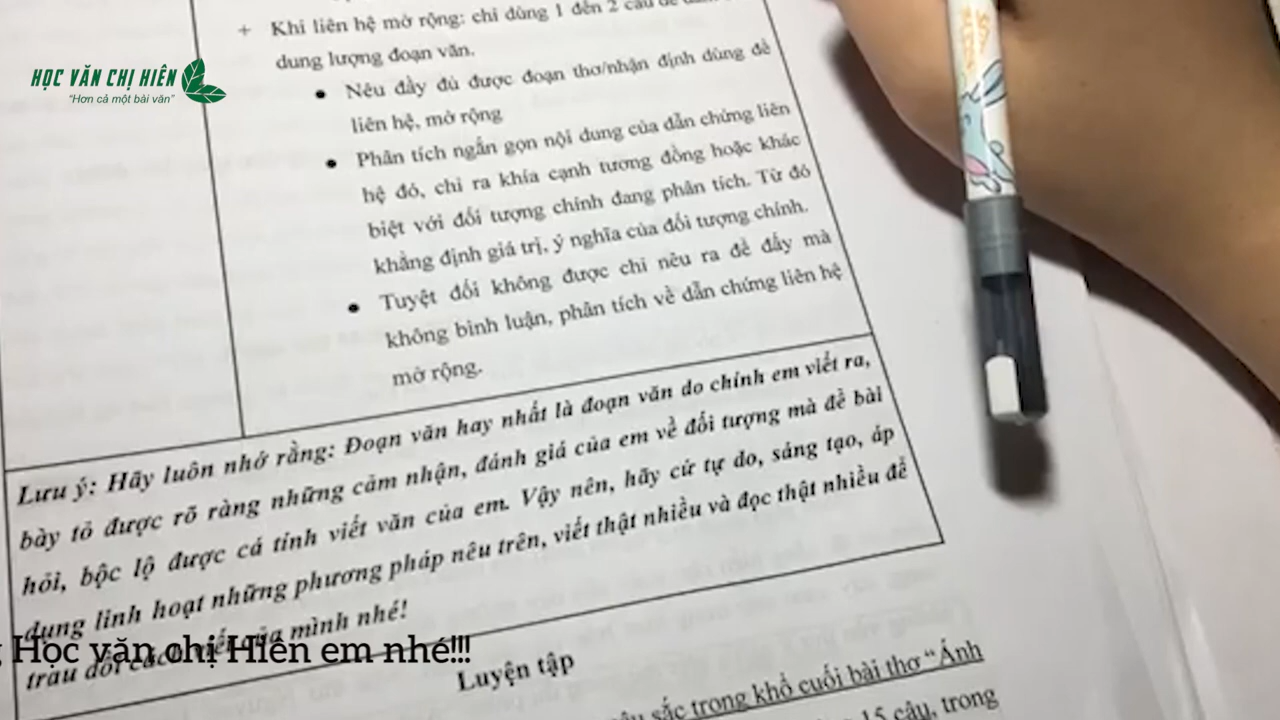 + Khi liên hệ mở rộng: chỉ dùng 1 đến 2 câu để
dung lượng đoạn văn.
• Nêu đầy đủ được đoạn thơ/nhận định dùng để
liên hệ, mở rộng
• Phân tích ngắn gọn nội dung của dẫn chứng liên
hệ đó, chỉ ra khía cạnh tương đồng hoặc khác
biệt với đối tượng chính đang phân tích. Từ đó
khẳng định giá trị, ý nghĩa của đối tượng chính.
• Tuyệt đối không được chỉ nêu ra để đấy mà
không bình luận, phân tích về dẫn chứng liên hệ
mở rộng.
Lưu ý: Hãy luôn nhớ rằng: Đoạn văn hay nhất là đoạn văn do chính em viết ra,
bày tỏ được rõ ràng những cảm nhận, đánh giá của em về đối tượng mà đề bài
hỏi, bộc lộ được cá tính viết văn của em. Vậy nên, hãy cứ tự do, sáng tạo, áp
dụng linh hoạt những phương pháp nêu trên, viết thật nhiều và đọc thật nhiều để
trau dồi cách viết của mình nhé!
Luyện tập
sắc trong khổ cuối bài thơ “Ánh
15 câu, trong
HỌC VĂN CHỊ HIÊN
“Hơn cả một bài văn”
Học văn chị Hiên em nhé!!!